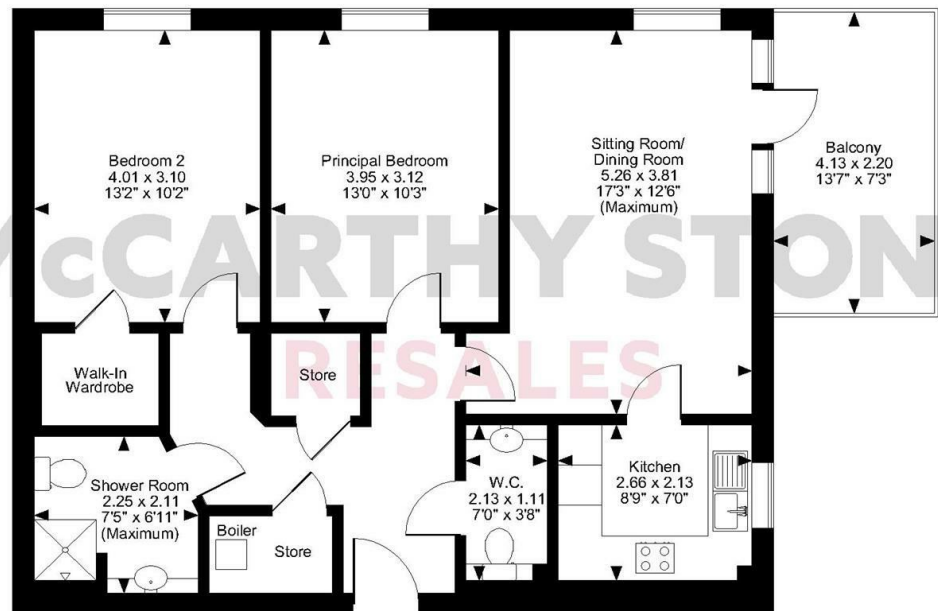 Bedroom 2
4.01 x 3.10
13'2" x 10'2"
Principal Bedroom
3.95 x 3.12
13'0" x 10'3"
Sitting Room/
Dining Room
5.26 x 3.81
17'3" x 12'6"
(Maximum)
Balcony
4.13 x 2.20
13'7" x 7'3"
McCARTHY STON
RESALES
Walk-In
Wardrobe
Store
Shower Room
2.25 x 2.11
7'5" x 6'11"
(Maximum)
Boiler
Store
W.C.
2.13 x 1.11
7'0" x 3'8"
Kitchen
2.66 x 2.13
8'9" x 7'0"